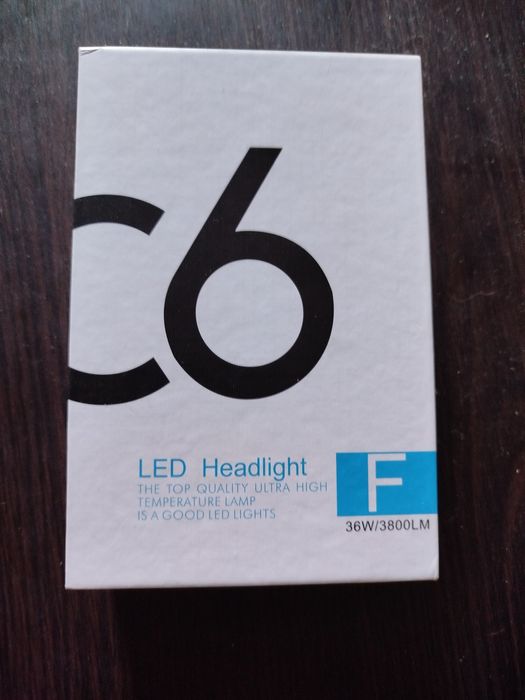 C6
LED Headlight
THE TOP QUALITY ULTRA HIGH
TEMPERATURE LAMP
IS A GOOD LED LIGHTS
F
36W/3800LM